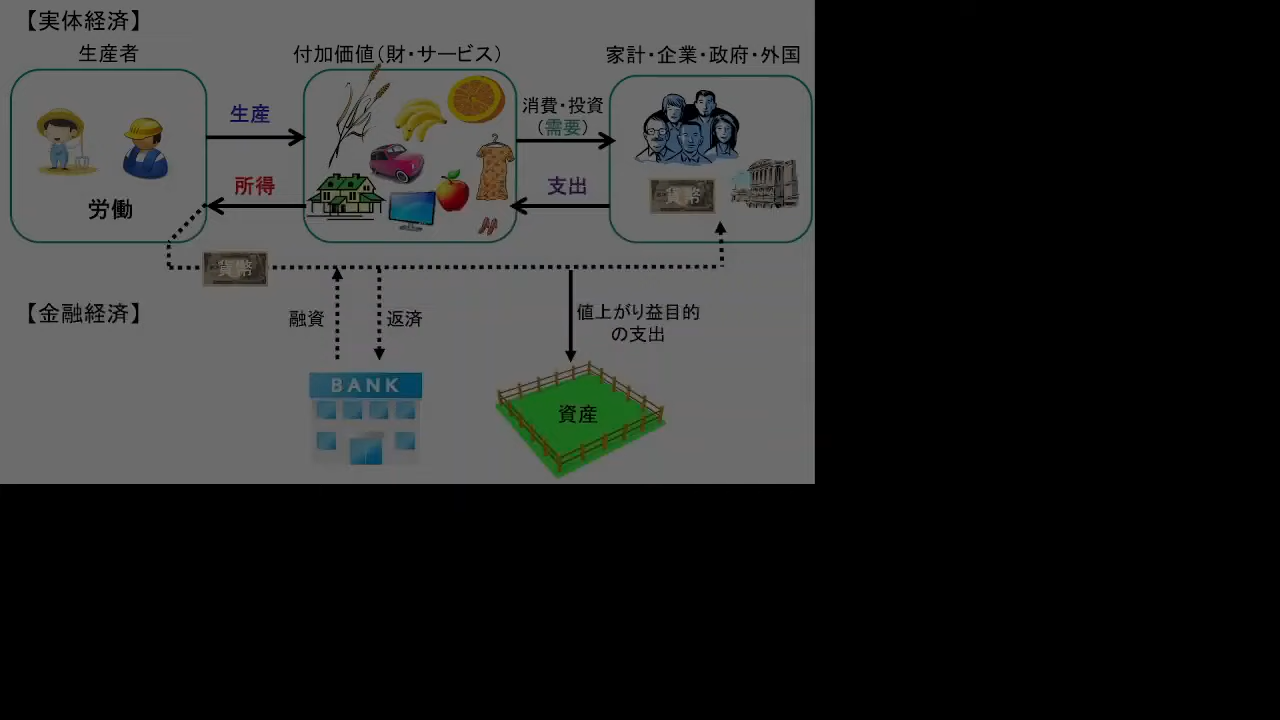 【実体経済】
生産者
付加価値(財・サービス)
家計・企業・政府・外国
生産
消費・投資
(需要)
所得
支出
貨幣
労働
貨幣
【金融経済】
融資
返済
値上がり益目的
の支出
BANK
資産